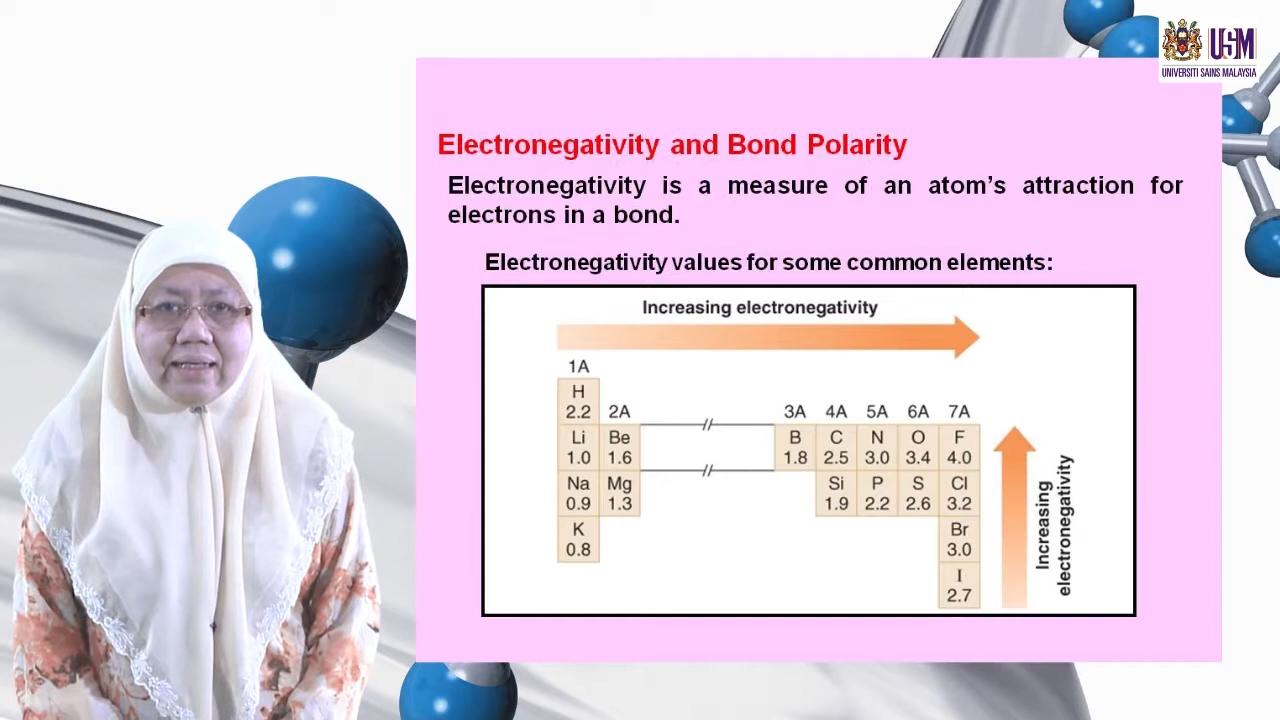 USM
UNIVERSITI SAINS MALAYSIA
Electronegativity and Bond Polarity
Electronegativity is a measure of an atom’s attraction for
electrons in a bond.
Electronegativity values for some common elements:
Increasing electronegativity
1A
H
2.2 2A 3A 4A 5A 6A 7A
Li Be B C N O F
1.0 1.6 1.8 2.5 3.0 3.4 4.0
Na Mg Si P S Cl
0.9 1.3 1.9 2.2 2.6 3.2
K Br
0.8 3.0
I
2.7
Increasing
electronegativity